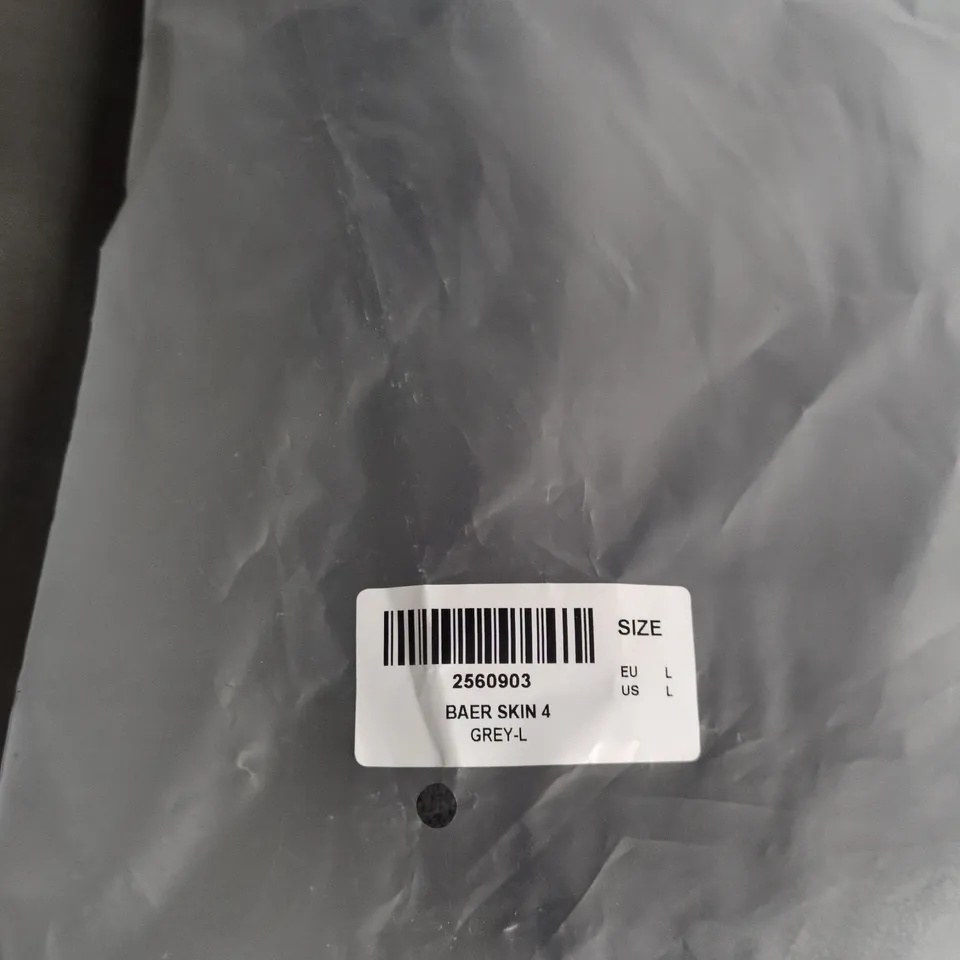 SIZE
2560903
EU L
US L
BAER SKIN 4
GREY-L